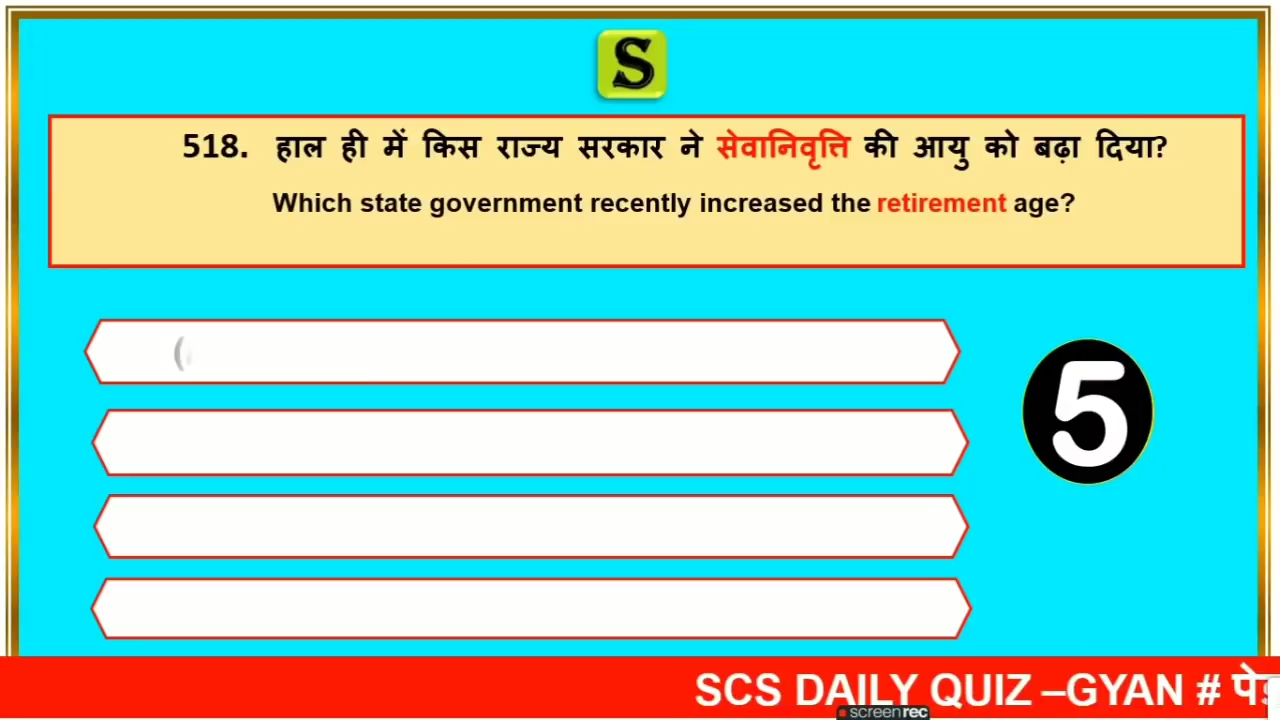 S
518. हाल ही में किस राज्य सरकार ने सेवानिवृत्ति की आयु को बढ़ा दिया?
Which state government recently increased the retirement age?
(
5
SCS DAILY QUIZ –GYAN #
screenrec